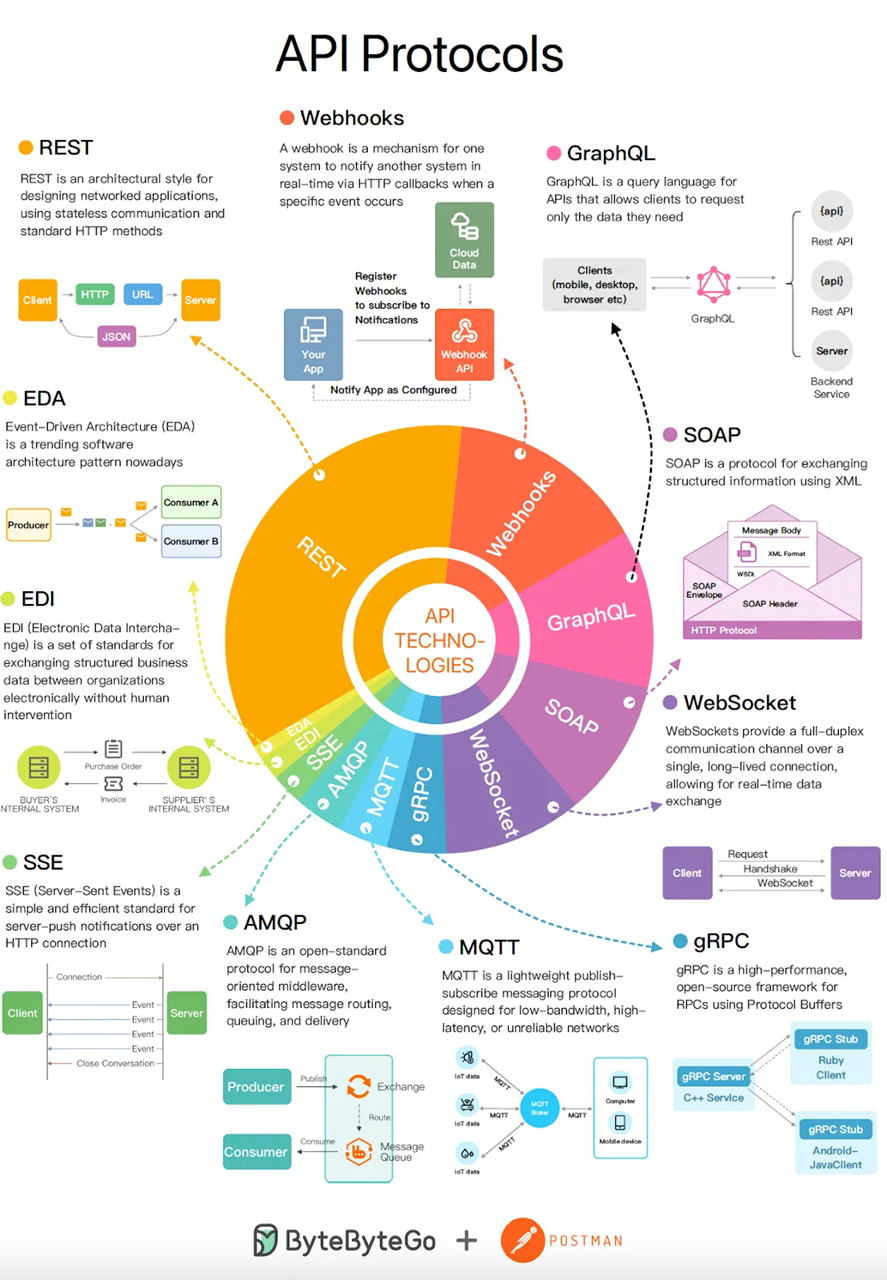 API Protocols
REST
REST is an architectural style for
designing networked applications,
using stateless communication and
standard HTTP methods
Client
HTTP
URL
Server
JSON
Webhooks
A webhook is a mechanism for one
system to notify another system in
real-time via HTTP callbacks when a
specific event occurs
Cloud
Data
Register
Webhooks
to subscribe to
Notifications
Your
App
Webhook
API
Notify App as Configured
GraphQL
GraphQL is a query language for
APIs that allows clients to request
only the data they need
Clients
(mobile, desktop,
browser etc)
GraphQL
{api}
Rest API
{api}
Rest API
Server
Backend
Service
EDA
Event-Driven Architecture (EDA)
is a trending software
architecture pattern nowadays
Producer
Consumer A
Consumer B
SOAP
SOAP is a protocol for exchanging
structured information using XML
Message Body
XML Format
WSDL
SOAP
Envelope
SOAP Header
HTTP Protocol
EDI
EDI (Electronic Data Intercha-
nge) is a set of standards for
exchanging structured business
data between organizations
electronically without human
intervention
Purchase Order
Invoice
BUYER'S
INTERNAL SYSTEM
SUPPLIER' S
INTERNAL SYSTEM
API
TECHNO-
LOGIES
REST
Webhooks
GraphQL
SOAP
WebSocket
gRPC
MQTT
AMQP
SSE
EDI
EDA
WebSocket
WebSockets provide a full-duplex
communication channel over a
single, long-lived connection,
allowing for real-time data
exchange
Client
Request
Handshake
WebSocket
Server
SSE
SSE (Server-Sent Events) is a
simple and efficient standard for
server-push notifications over an
HTTP connection
Connection
Client
Event
Event
Event
Event
Close Conversation
Server
AMQP
AMQP is an open-standard
protocol for message-
oriented middleware,
facilitating message routing,
queuing, and delivery
Producer
Publish
Exchange
Route
Consumer
Consume
Message
Queue
MQTT
MQTT is a lightweight publish-
subscribe messaging protocol
designed for low-bandwidth, high-
latency, or unreliable networks
IoT data
MQTT
IoT data
MQTT
IoT data
MQTT
MQTT
Broker
MQTT
Computer
Mobile device
gRPC
gRPC is a high-performance,
open-source framework for
RPCs using Protocol Buffers
gRPC Server
C++ Service
gRPC Stub
Ruby
Client
gRPC Stub
Android-
JavaClient
ByteByteGo + POSTMAN